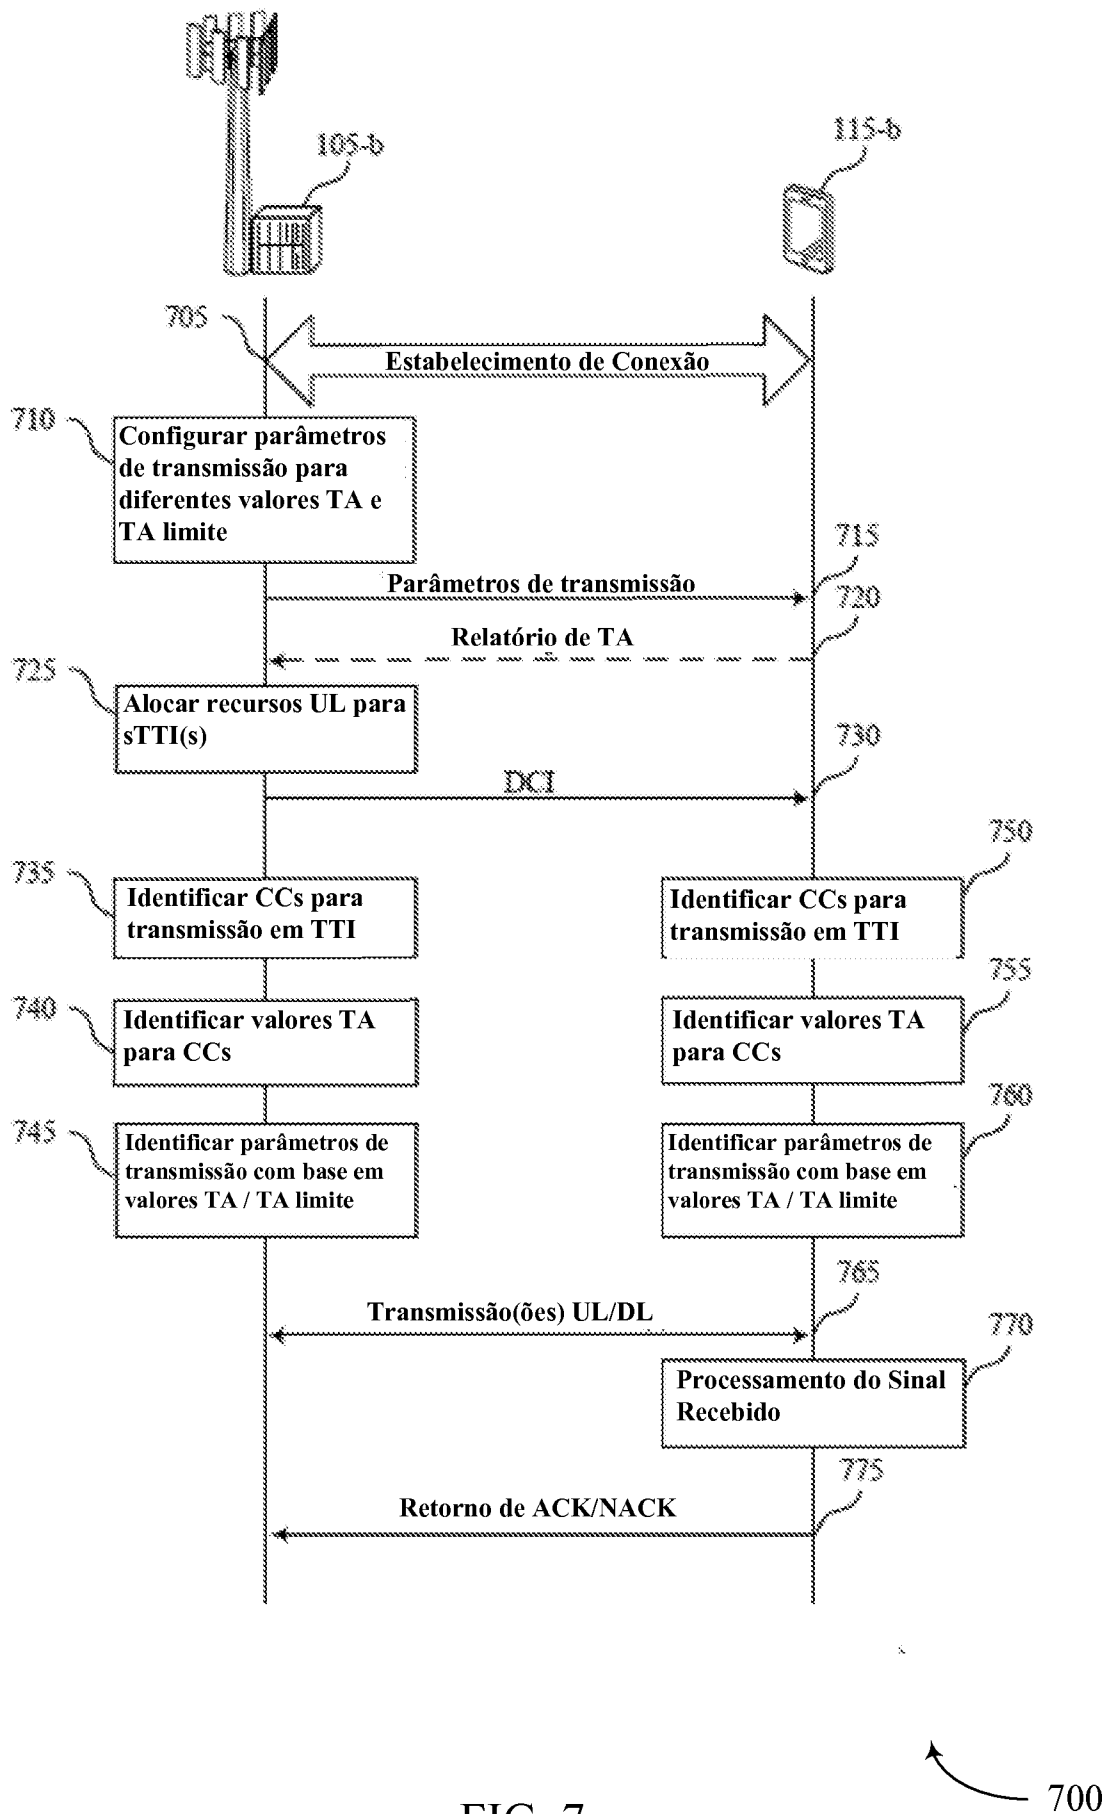 105-b
115-b
705
Estabelecimento de Conexão
710
Configurar parâmetros
de transmissão para
diferentes valores TA e
TA limite
715
Parâmetros de transmissão
720
Relatório de TA
725
Alocar recursos UL para
sTTI(s)
730
DCI
735
Identificar CCs para
transmissão em TTI
750
Identificar CCs para
transmissão em TTI
740
Identificar valores TA
para CCs
755
Identificar valores TA
para CCs
745
Identificar parâmetros de
transmissão com base em
valores TA / TA limite
760
Identificar parâmetros de
transmissão com base em
valores TA / TA limite
765
Transmissão(ões) UL/DL
770
Processamento do Sinal
Recebido
775
Retorno de ACK/NACK
700
FIG. 7